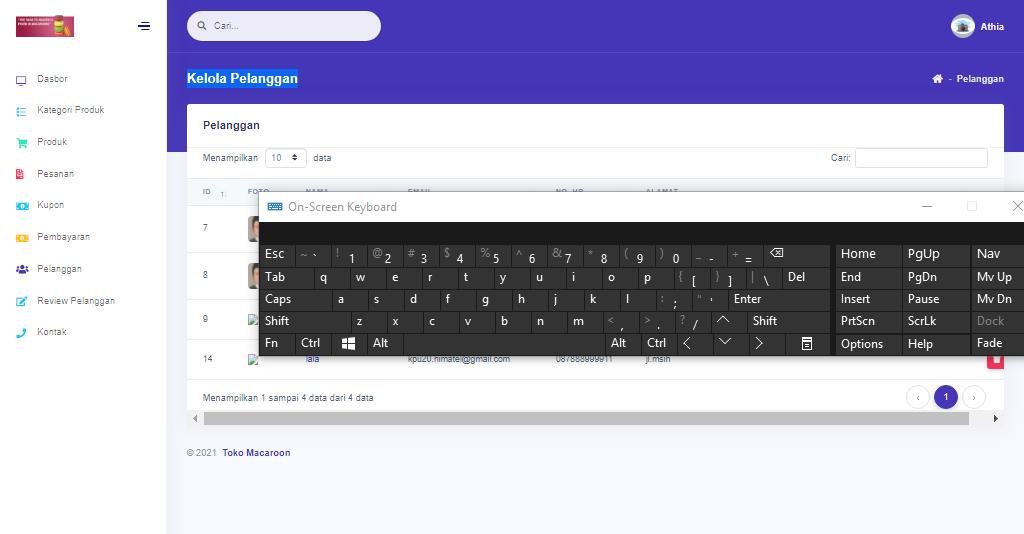 Cari...
Athia
Dasbor
Kategori Produk
Produk
Pesanan
Kupon
Pembayaran
Pelanggan
Review Pelanggan
Kontak
Kelola Pelanggan
- Pelanggan
Pelanggan
Menampilkan 10 data
Cari:
ID FOTO NAMA EMAIL NO. HP ALAMAT
7
8
9
14 lala kpu20.himatel@gmail.com 087888999911 jl.msih
On-Screen Keyboard
Esc ~ ` ! 1 @ 2 # 3 $ 4 % 5 ^ 6 & 7 * 8 ( 9 ) 0 _ - + = Home PgUp Nav
Tab q w e r t y u i o p { [ } ] | \ Del End PgDn Mv Up
Caps a s d f g h j k l : ; " ' Enter Insert Pause Mv Dn
Shift z x c v b n m < , > . ? / Shift PrtScn ScrLk Dock
Fn Ctrl Alt Alt Ctrl Options Help Fade
Menampilkan 1 sampai 4 data dari 4 data
‹ 1 ›
© 2021 Toko Macaroon